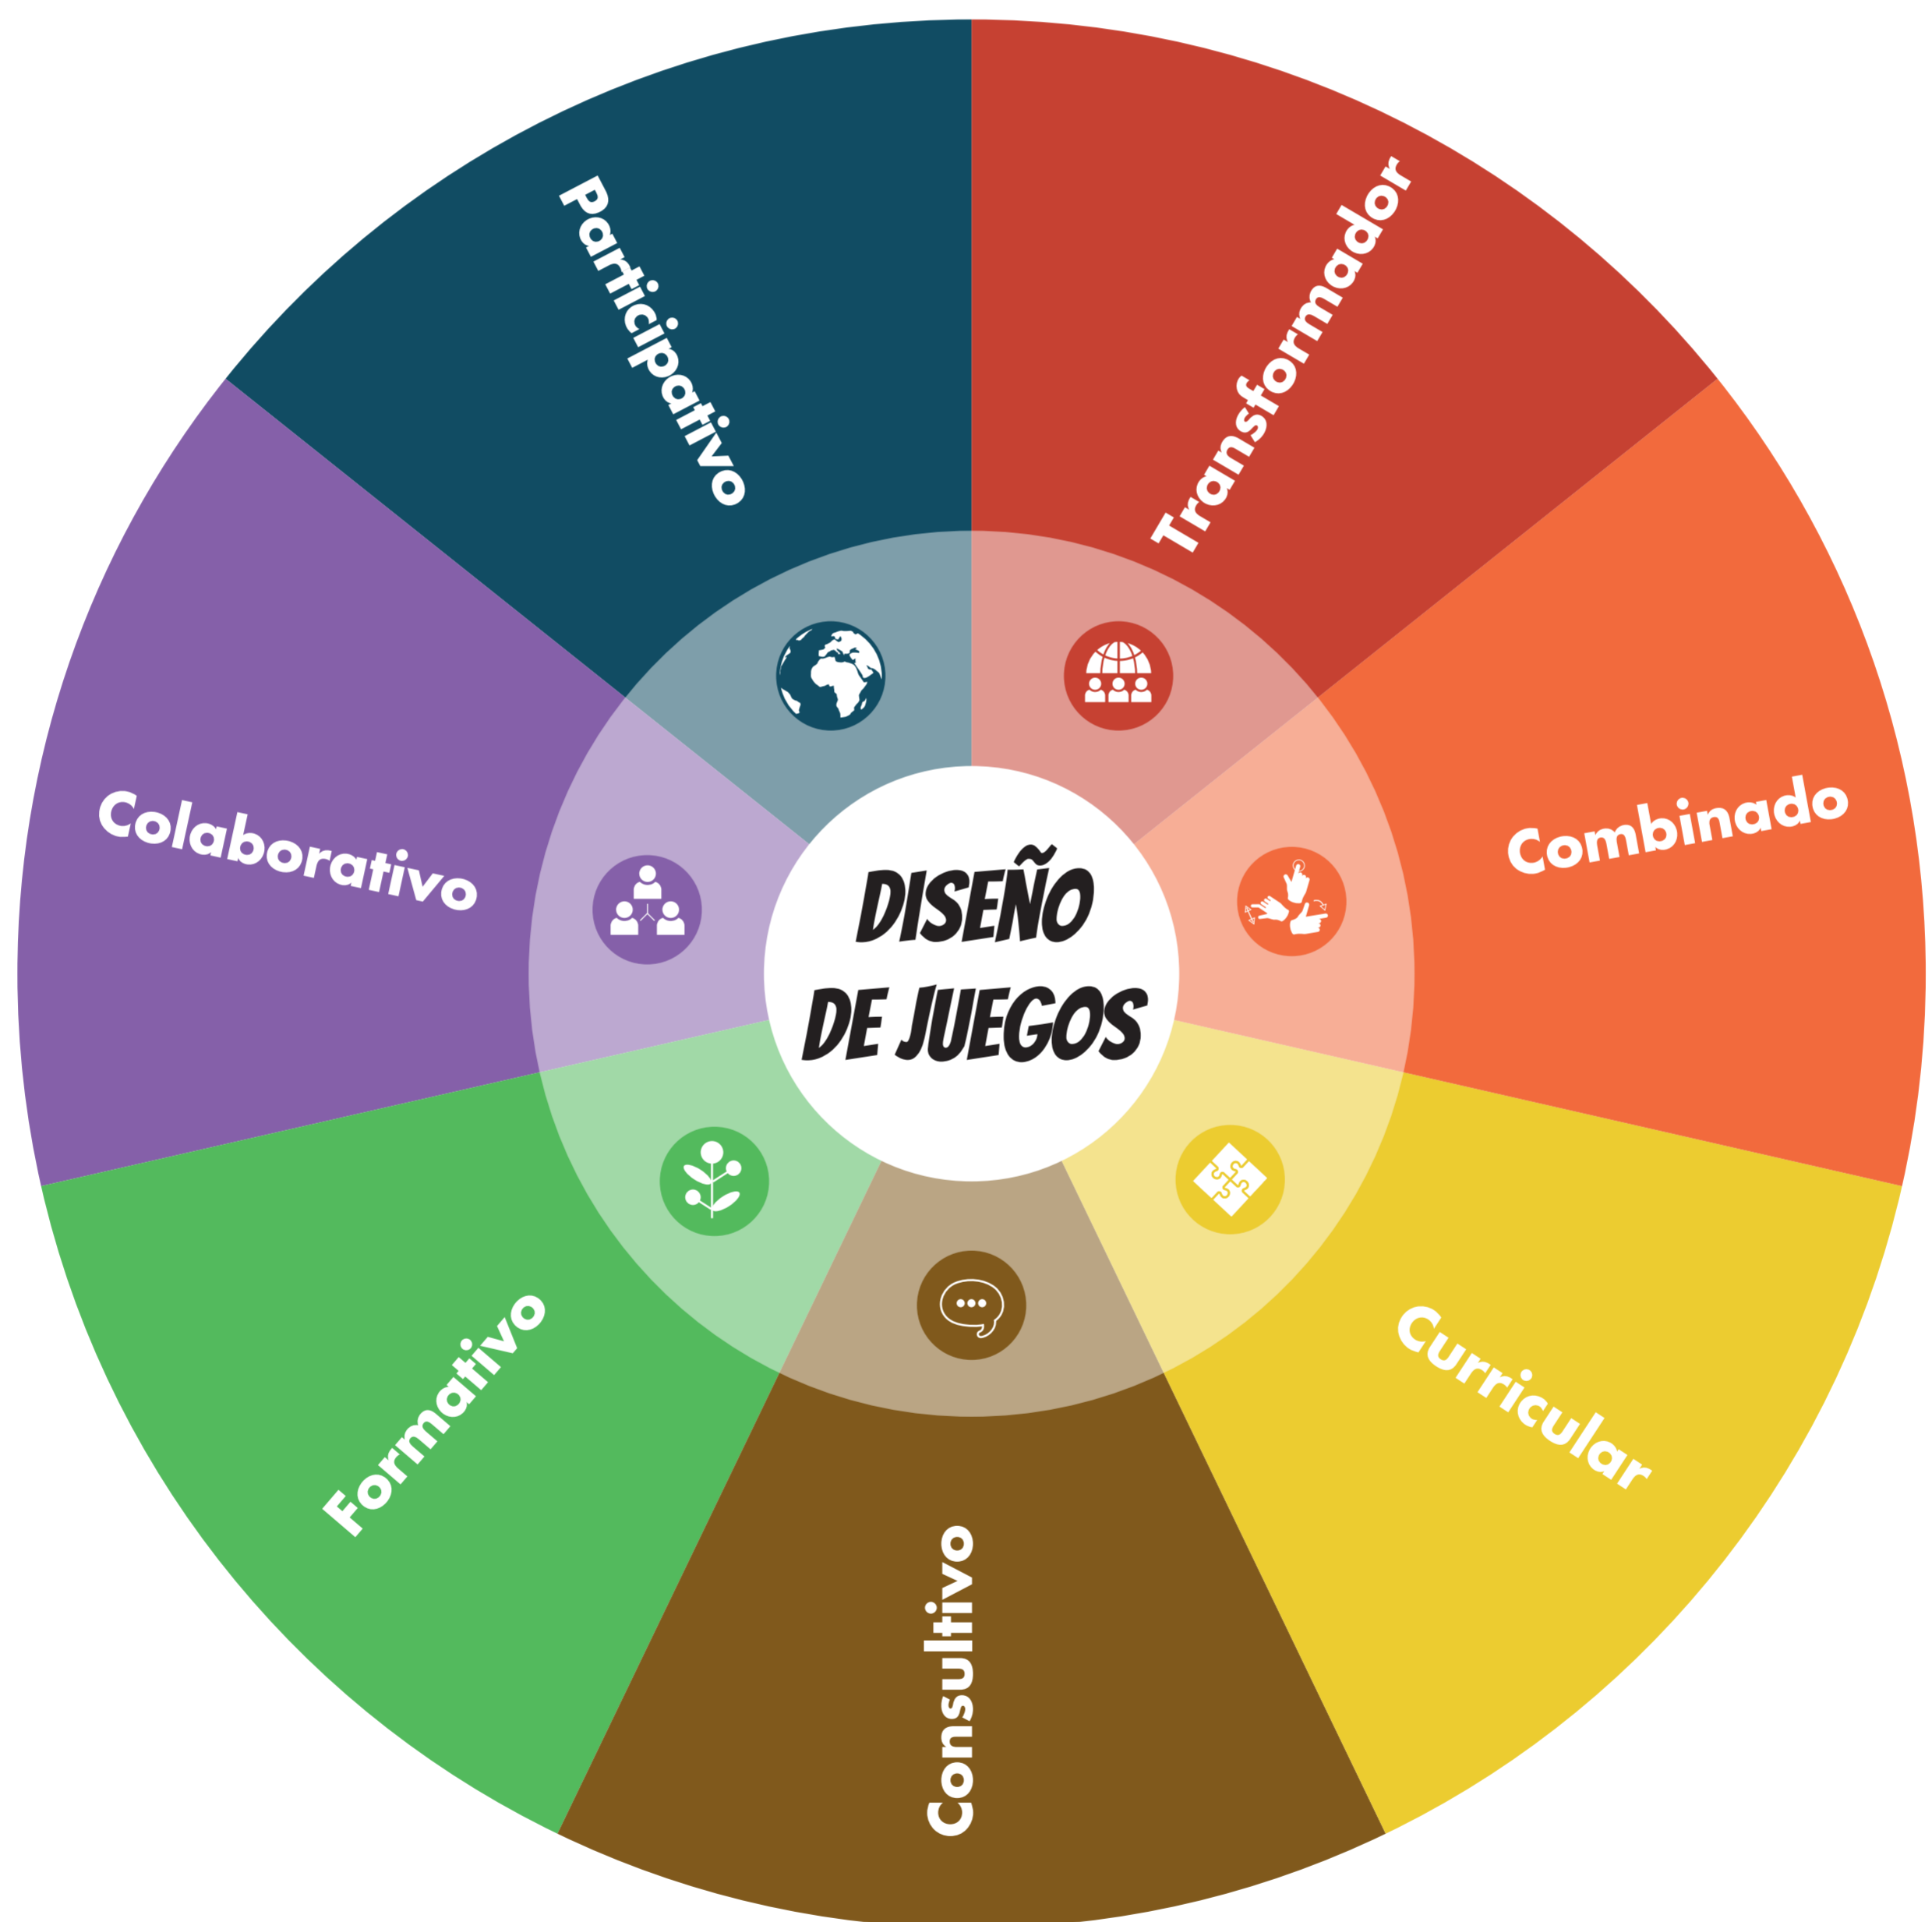 DISEÑO
DE JUEGOS
Transformador
Combinado
Curricular
Consultivo
Formativo
Colaborativo
Participativo